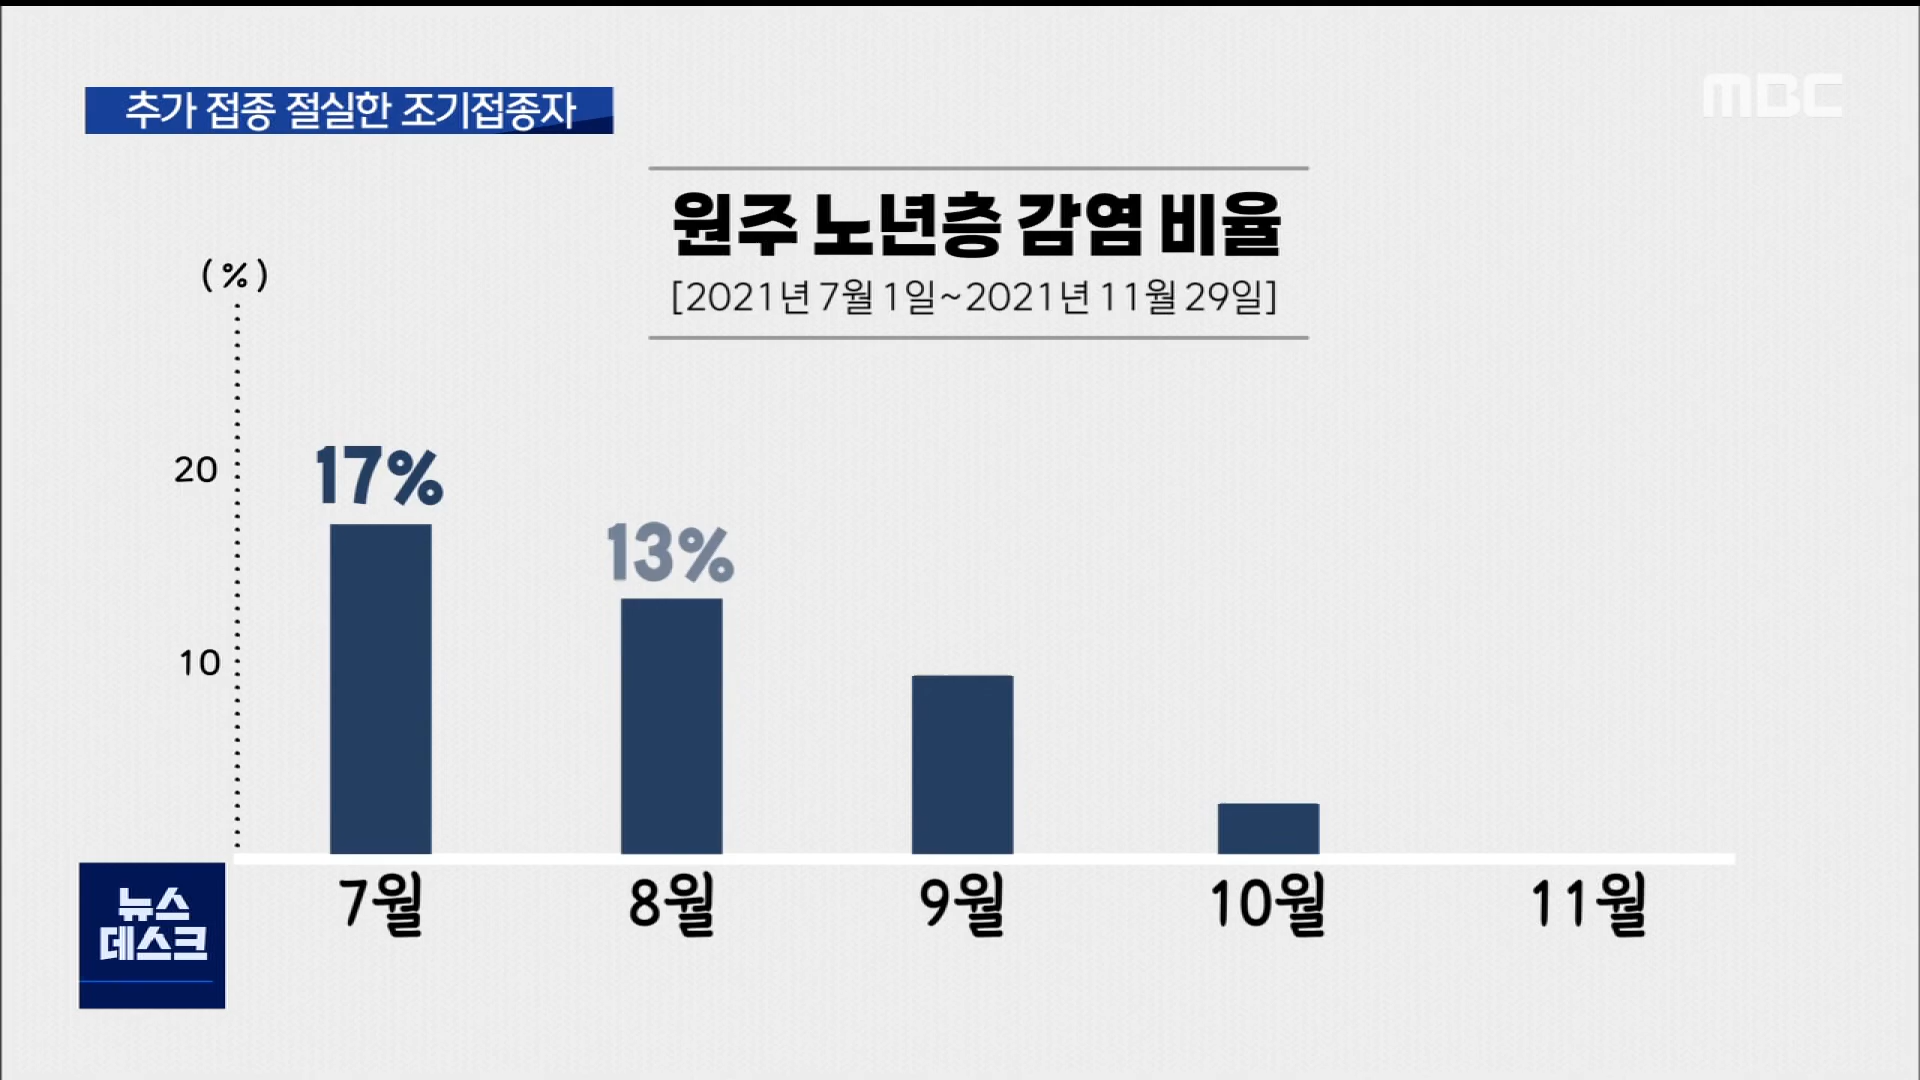 추가 접종 절실한 조기접종자
MBC
원주 노년층 감염 비율
[2021년 7월 1일~2021년 11월 29일]
(%)
20
10
17%
13%
7월
8월
9월
10월
11월
뉴스
데스크